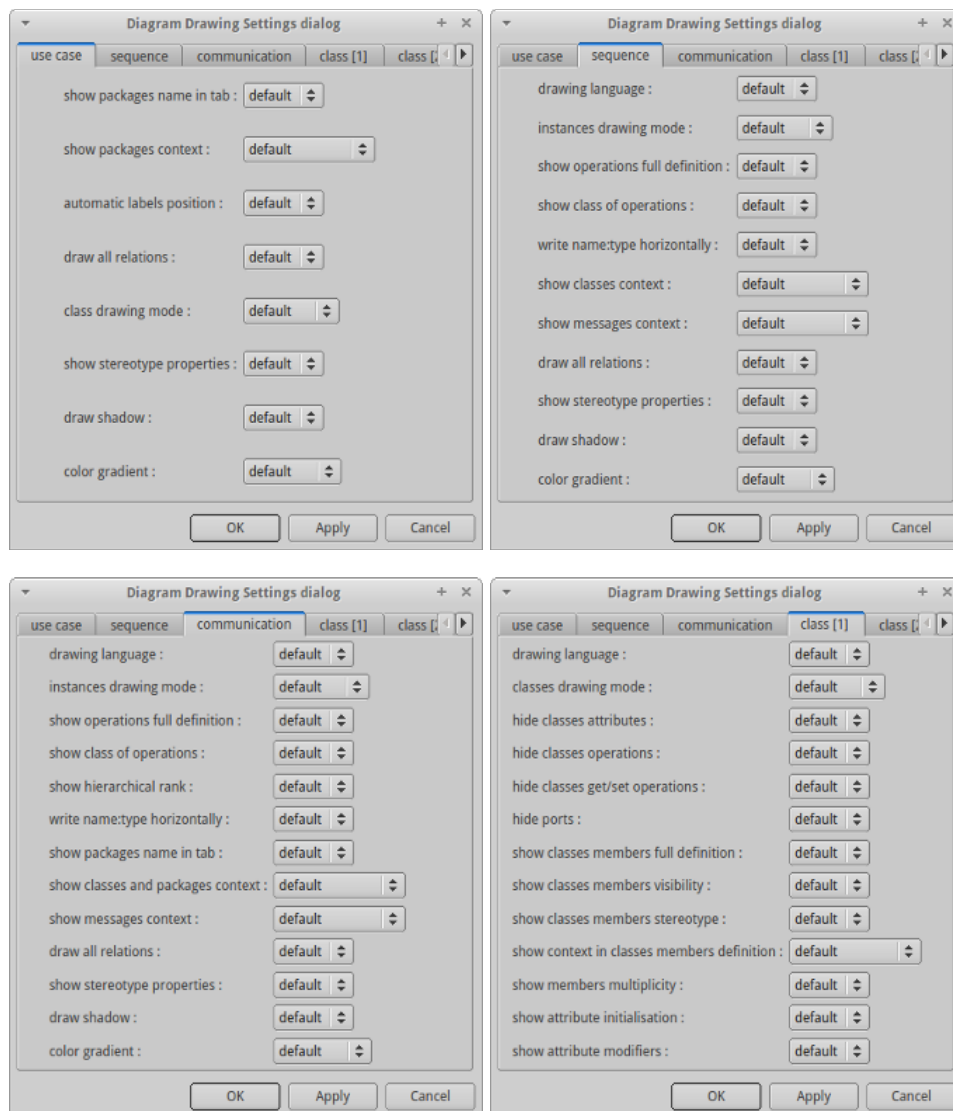 Diagram Drawing Settings dialog
use case sequence communication class [1] class [
show packages name in tab : default
show packages context : default
automatic labels position : default
draw all relations : default
class drawing mode : default
show stereotype properties : default
draw shadow : default
color gradient : default
OK Apply Cancel
Diagram Drawing Settings dialog
use case sequence communication class [1] class [
drawing language : default
instances drawing mode : default
show operations full definition : default
show class of operations : default
write name:type horizontally : default
show classes context : default
show messages context : default
draw all relations : default
show stereotype properties : default
draw shadow : default
color gradient : default
OK Apply Cancel
Diagram Drawing Settings dialog
use case sequence communication class [1] class [
drawing language : default
instances drawing mode : default
show operations full definition : default
show class of operations : default
show hierarchical rank : default
write name:type horizontally : default
show packages name in tab : default
show classes and packages context : default
show messages context : default
draw all relations : default
show stereotype properties : default
draw shadow : default
color gradient : default
OK Apply Cancel
Diagram Drawing Settings dialog
use case sequence communication class [1] class [
drawing language : default
classes drawing mode : default
hide classes attributes : default
hide classes operations : default
hide classes get/set operations : default
hide ports : default
show classes members full definition : default
show classes members visibility : default
show classes members stereotype : default
show context in classes members definition : default
show members multiplicity : default
show attribute initialisation : default
show attribute modifiers : default
OK Apply Cancel